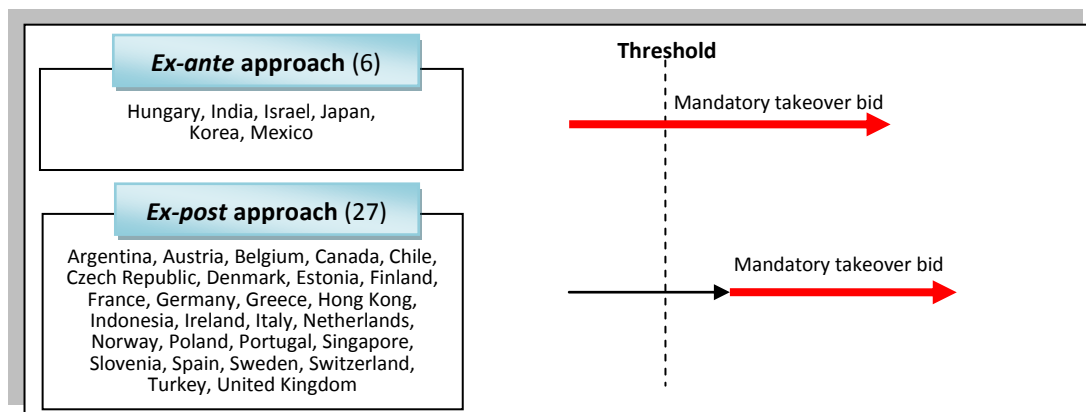 Ex-ante approach (6)
Hungary, India, Israel, Japan,
Korea, Mexico
Threshold
Mandatory takeover bid
Ex-post approach (27)
Argentina, Austria, Belgium, Canada, Chile,
Czech Republic, Denmark, Estonia, Finland,
France, Germany, Greece, Hong Kong,
Indonesia, Ireland, Italy, Netherlands,
Norway, Poland, Portugal, Singapore,
Slovenia, Spain, Sweden, Switzerland,
Turkey, United Kingdom
Mandatory takeover bid